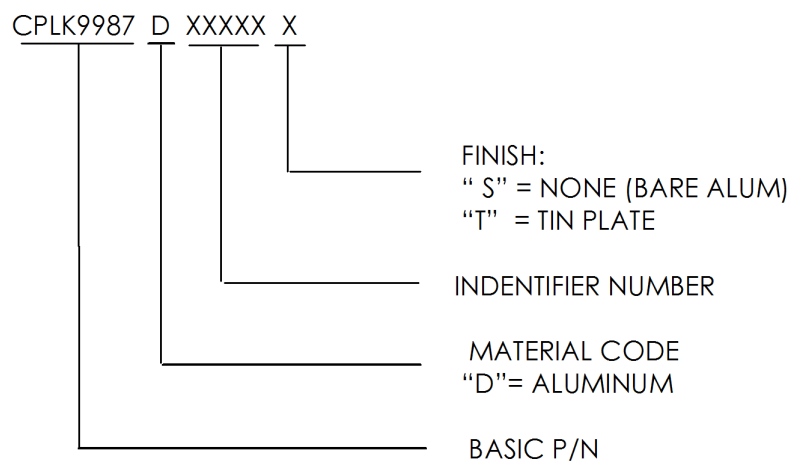 CPLK9987 D XXXXX X
FINISH:
“ S” = NONE (BARE ALUM)
“T” = TIN PLATE
INDENTIFIER NUMBER
MATERIAL CODE
“D”= ALUMINUM
BASIC P/N